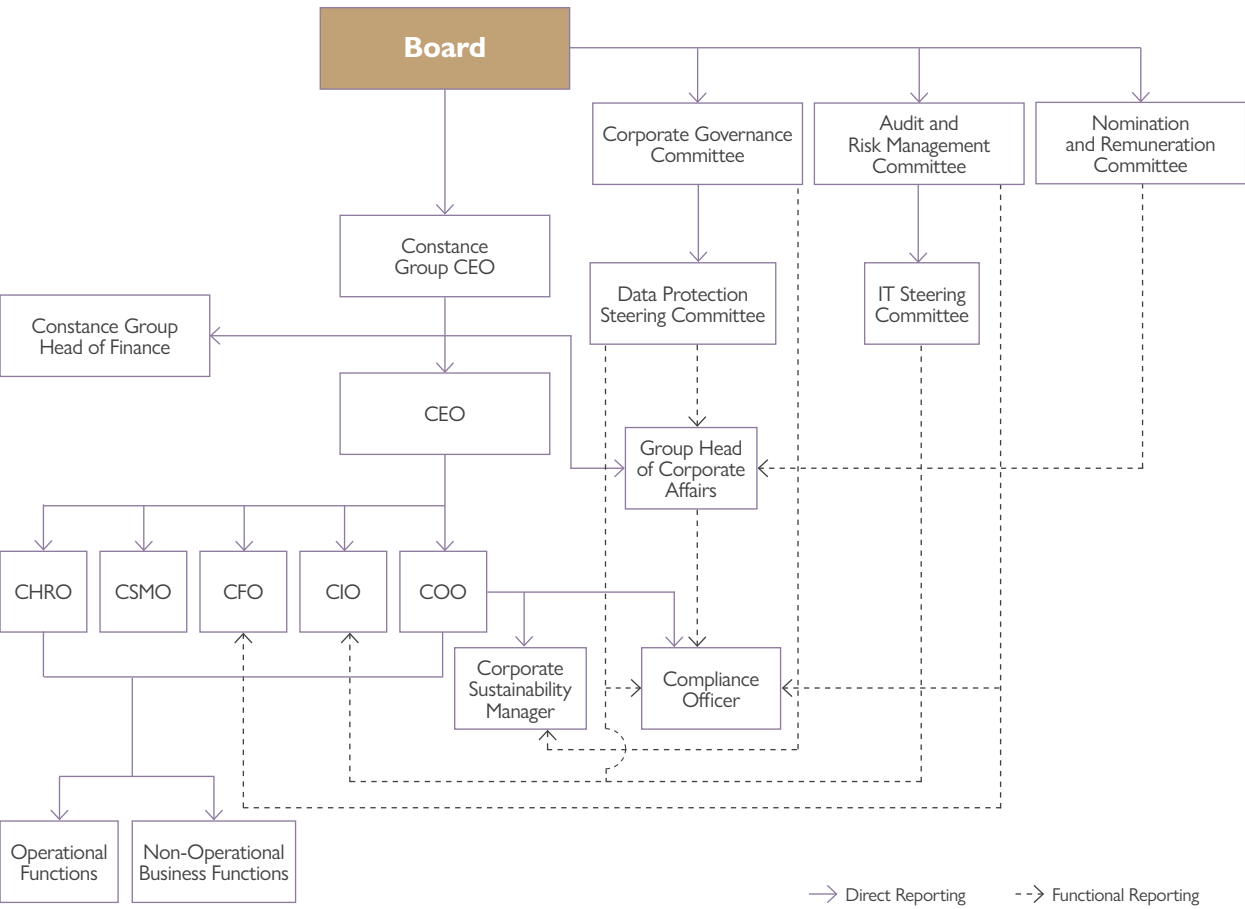 Board
Corporate Governance
Committee
Audit and
Risk Management
Committee
Nomination
and Remuneration
Committee
Constance
Group CEO
Data Protection
Steering Committee
IT Steering
Committee
Constance Group
Head of Finance
CEO
Group Head
of Corporate
Affairs
CHRO
CSMO
CFO
CIO
COO
Corporate
Sustainability
Manager
Compliance
Officer
Operational
Functions
Non-Operational
Business Functions
Direct Reporting
Functional Reporting